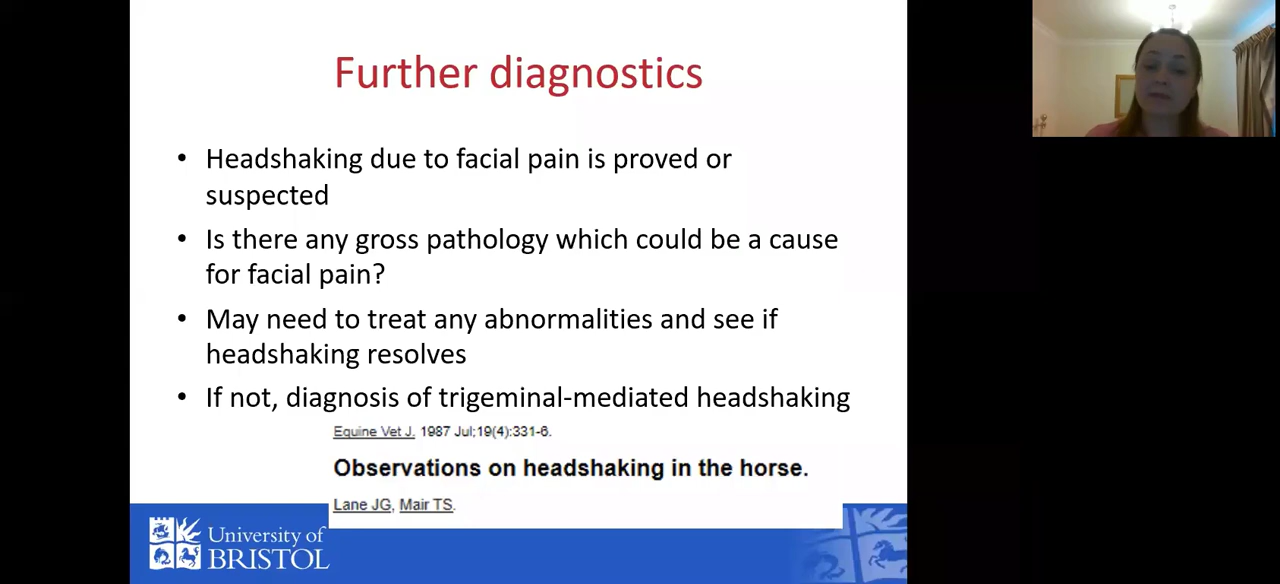 Further diagnostics
• Headshaking due to facial pain is proved or
suspected
• Is there any gross pathology which could be a cause
for facial pain?
• May need to treat any abnormalities and see if
headshaking resolves
• If not, diagnosis of trigeminal-mediated headshaking
Equine Vet J. 1987 Jul;19(4):331-6.
Observations on headshaking in the horse.
Lane JG, Mair TS.
University of
BRISTOL